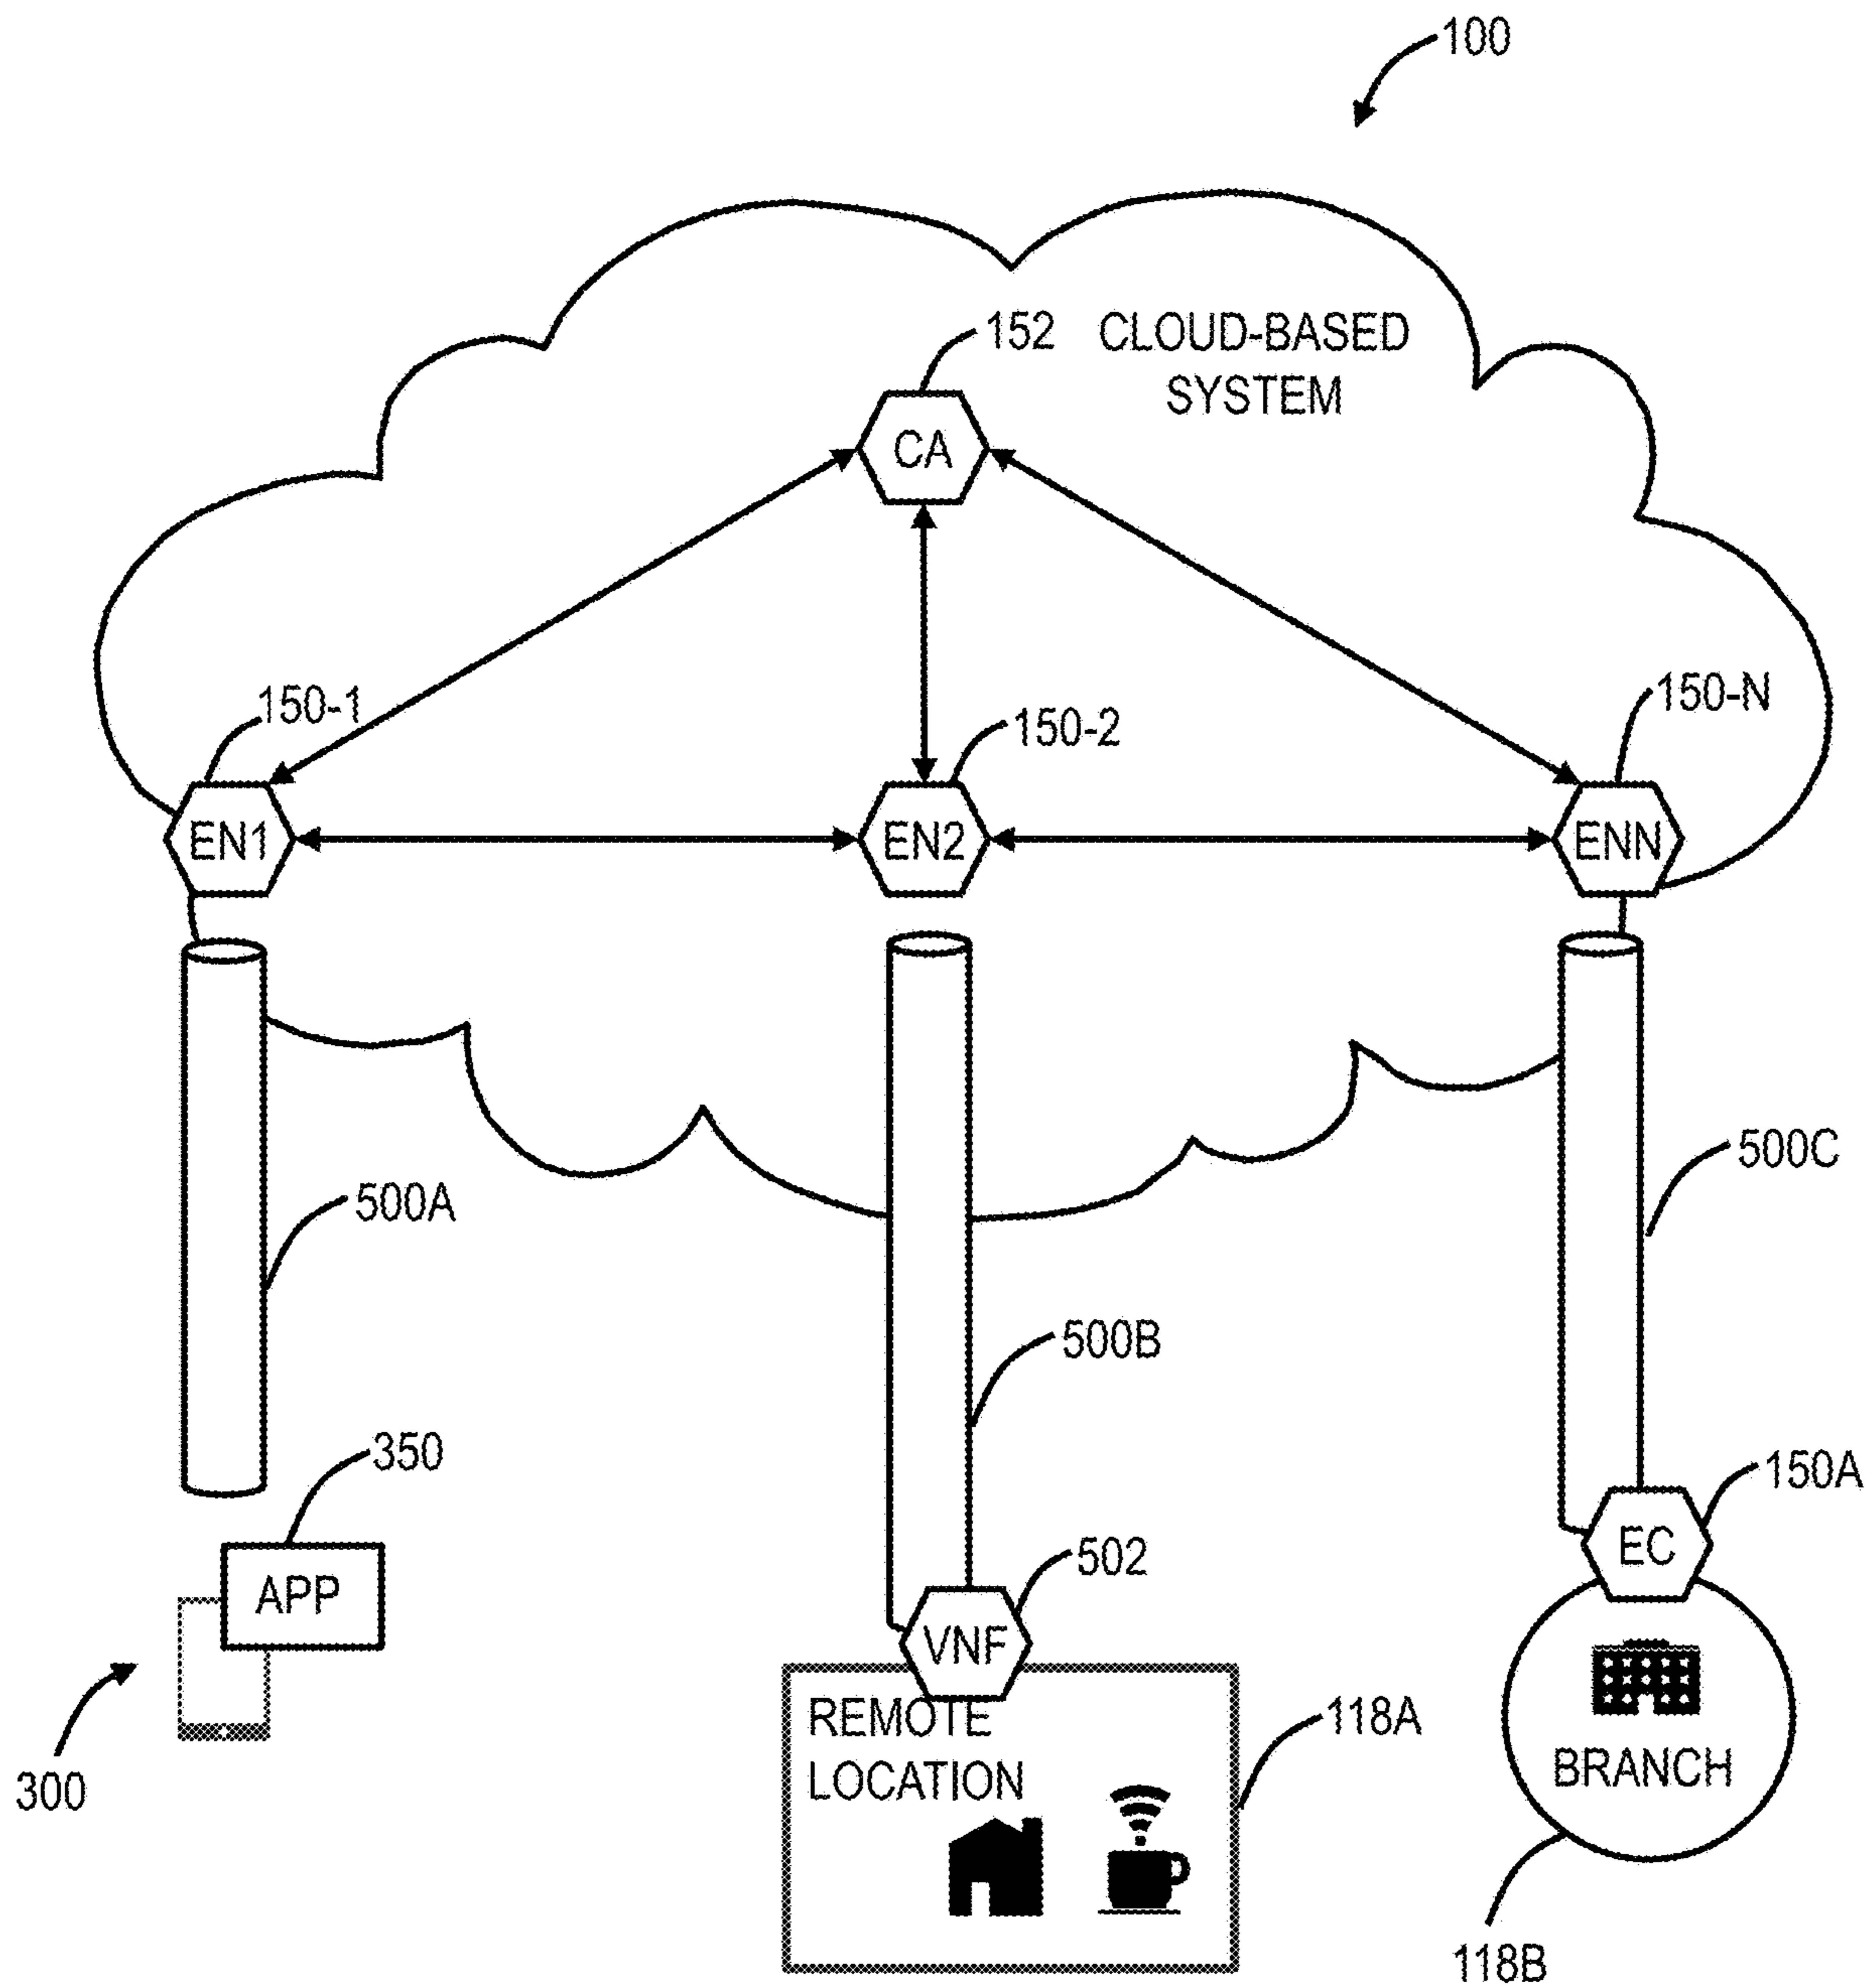 100
152 CLOUD-BASED
SYSTEM
CA
150-1
150-2
150-N
EN1
EN2
ENN
500A
500B
500C
350
APP
300
502
VNF
REMOTE
LOCATION
118A
150A
EC
BRANCH
118B